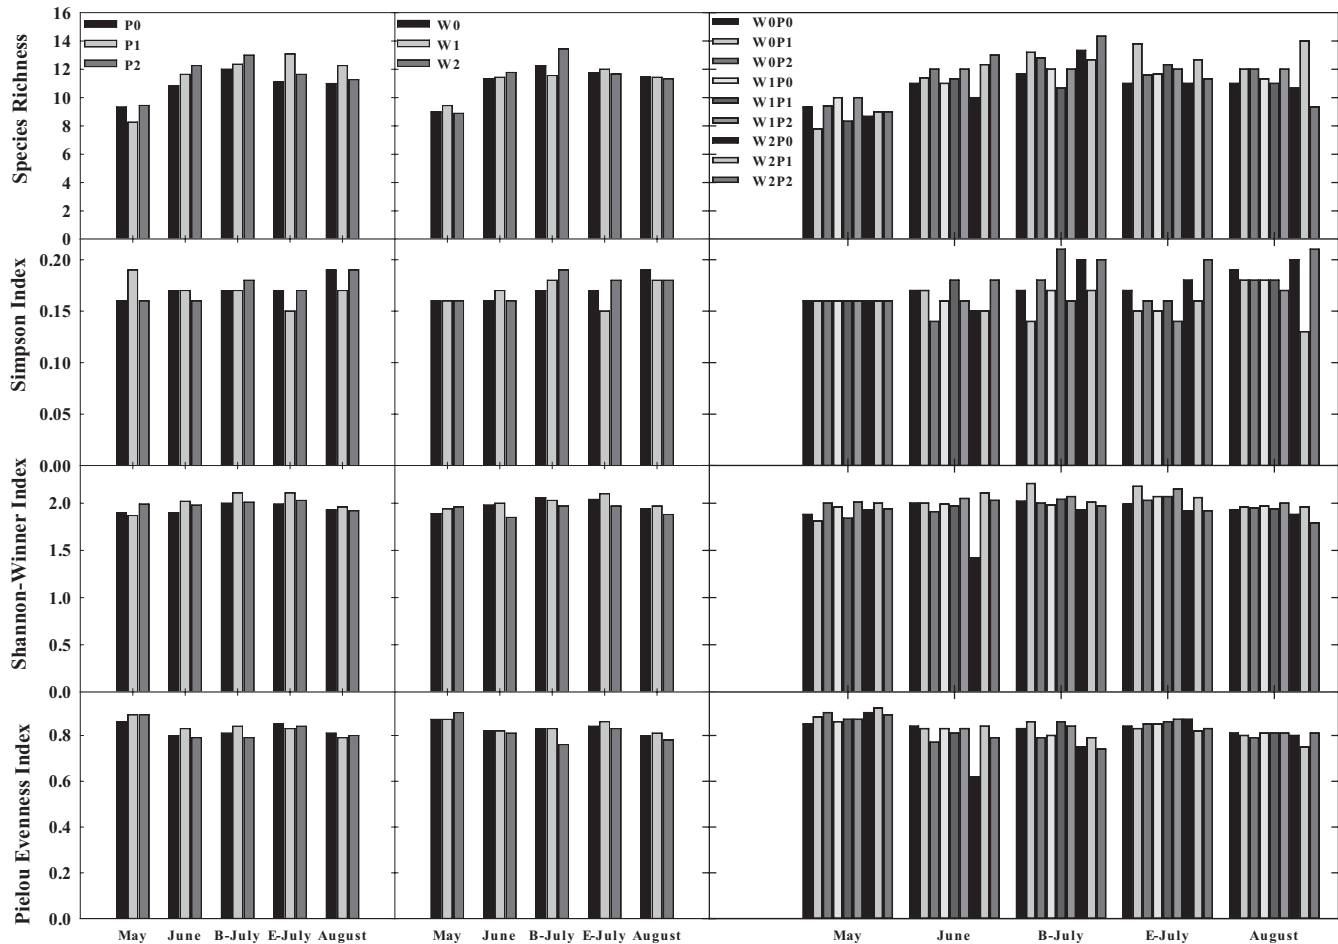 Species Richness
16
14
12
10
8
6
4
2
0
P0
P1
P2
W0
W1
W2
W0P0
W0P1
W0P2
W1P0
W1P1
W1P2
W2P0
W2P1
W2P2
Simpson Index
0.20
0.15
0.10
0.05
0.00
Shannon-Winner Index
2.0
1.5
1.0
0.5
0.0
Pielou Evenness Index
0.8
0.6
0.4
0.2
0.0
May June B-July E-July August
May June B-July E-July August
May June B-July E-July August